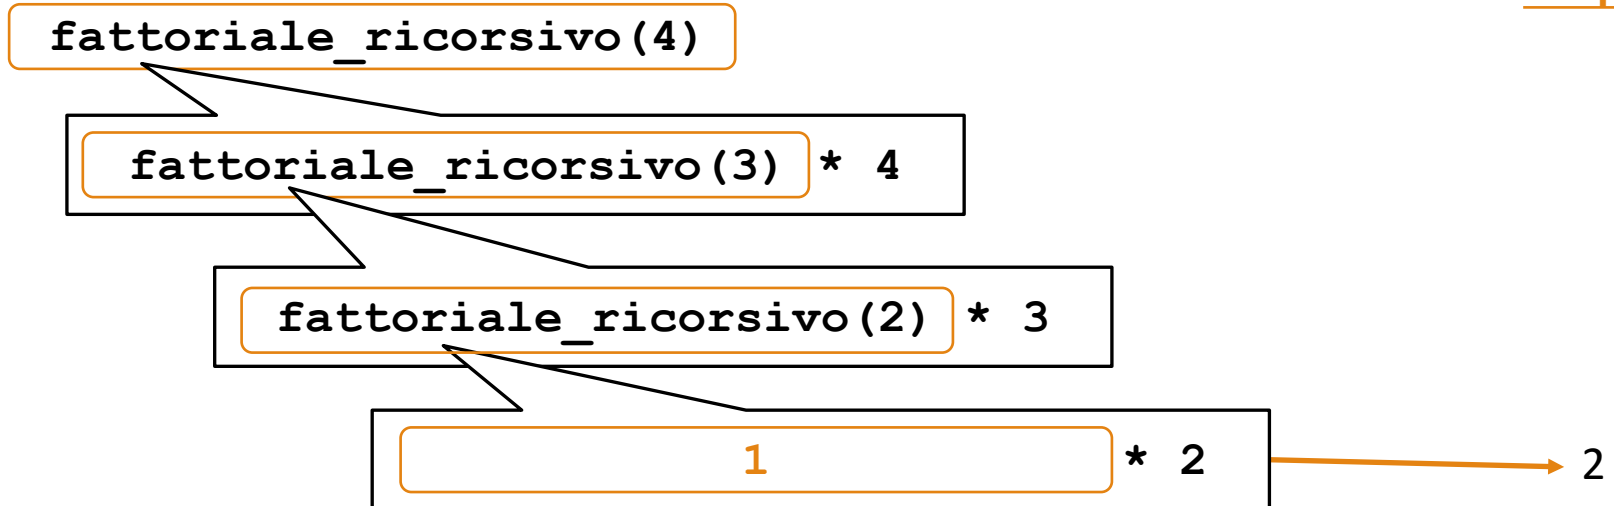 fattoriale_ricorsivo(4)
fattoriale_ricorsivo(3) * 4
fattoriale_ricorsivo(2) * 3
1 * 2 2